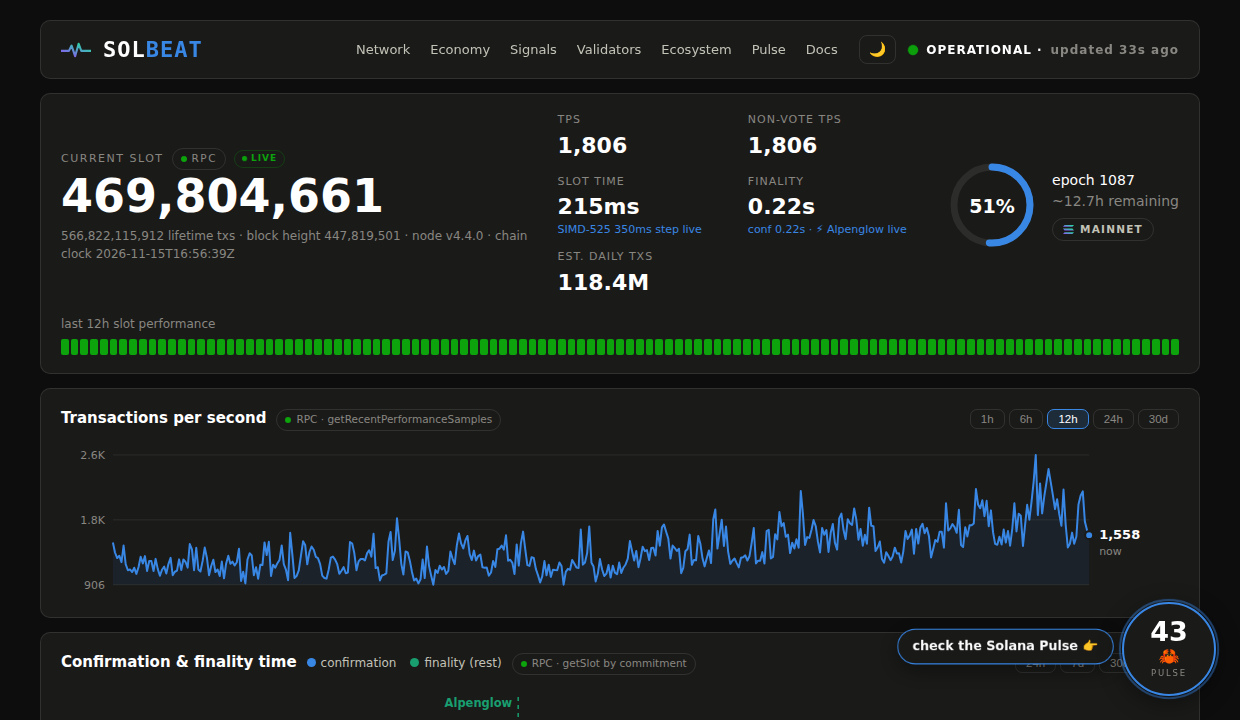 SOLBEAT
Network Economy Signals Validators Ecosystem Pulse Docs
OPERATIONAL · updated 33s ago
CURRENT SLOT RPC LIVE
469,804,661
566,822,115,912 lifetime txs · block height 447,819,501 · node v4.4.0 · chain
clock 2026-11-15T16:56:39Z
TPS
1,806
NON-VOTE TPS
1,806
SLOT TIME
215ms
SIMD-525 350ms step live
FINALITY
0.22s
conf 0.22s · ⚡ Alpenglow live
EST. DAILY TXS
118.4M
51%
epoch 1087
~12.7h remaining
MAINNET
last 12h slot performance
Transactions per second RPC · getRecentPerformanceSamples
1h 6h 12h 24h 30d
2.6K
1.8K
906
1,558
now
Confirmation & finality time confirmation finality (rest) RPC · getSlot by commitment
check the Solana Pulse 👉
43
PULSE
Alpenglow